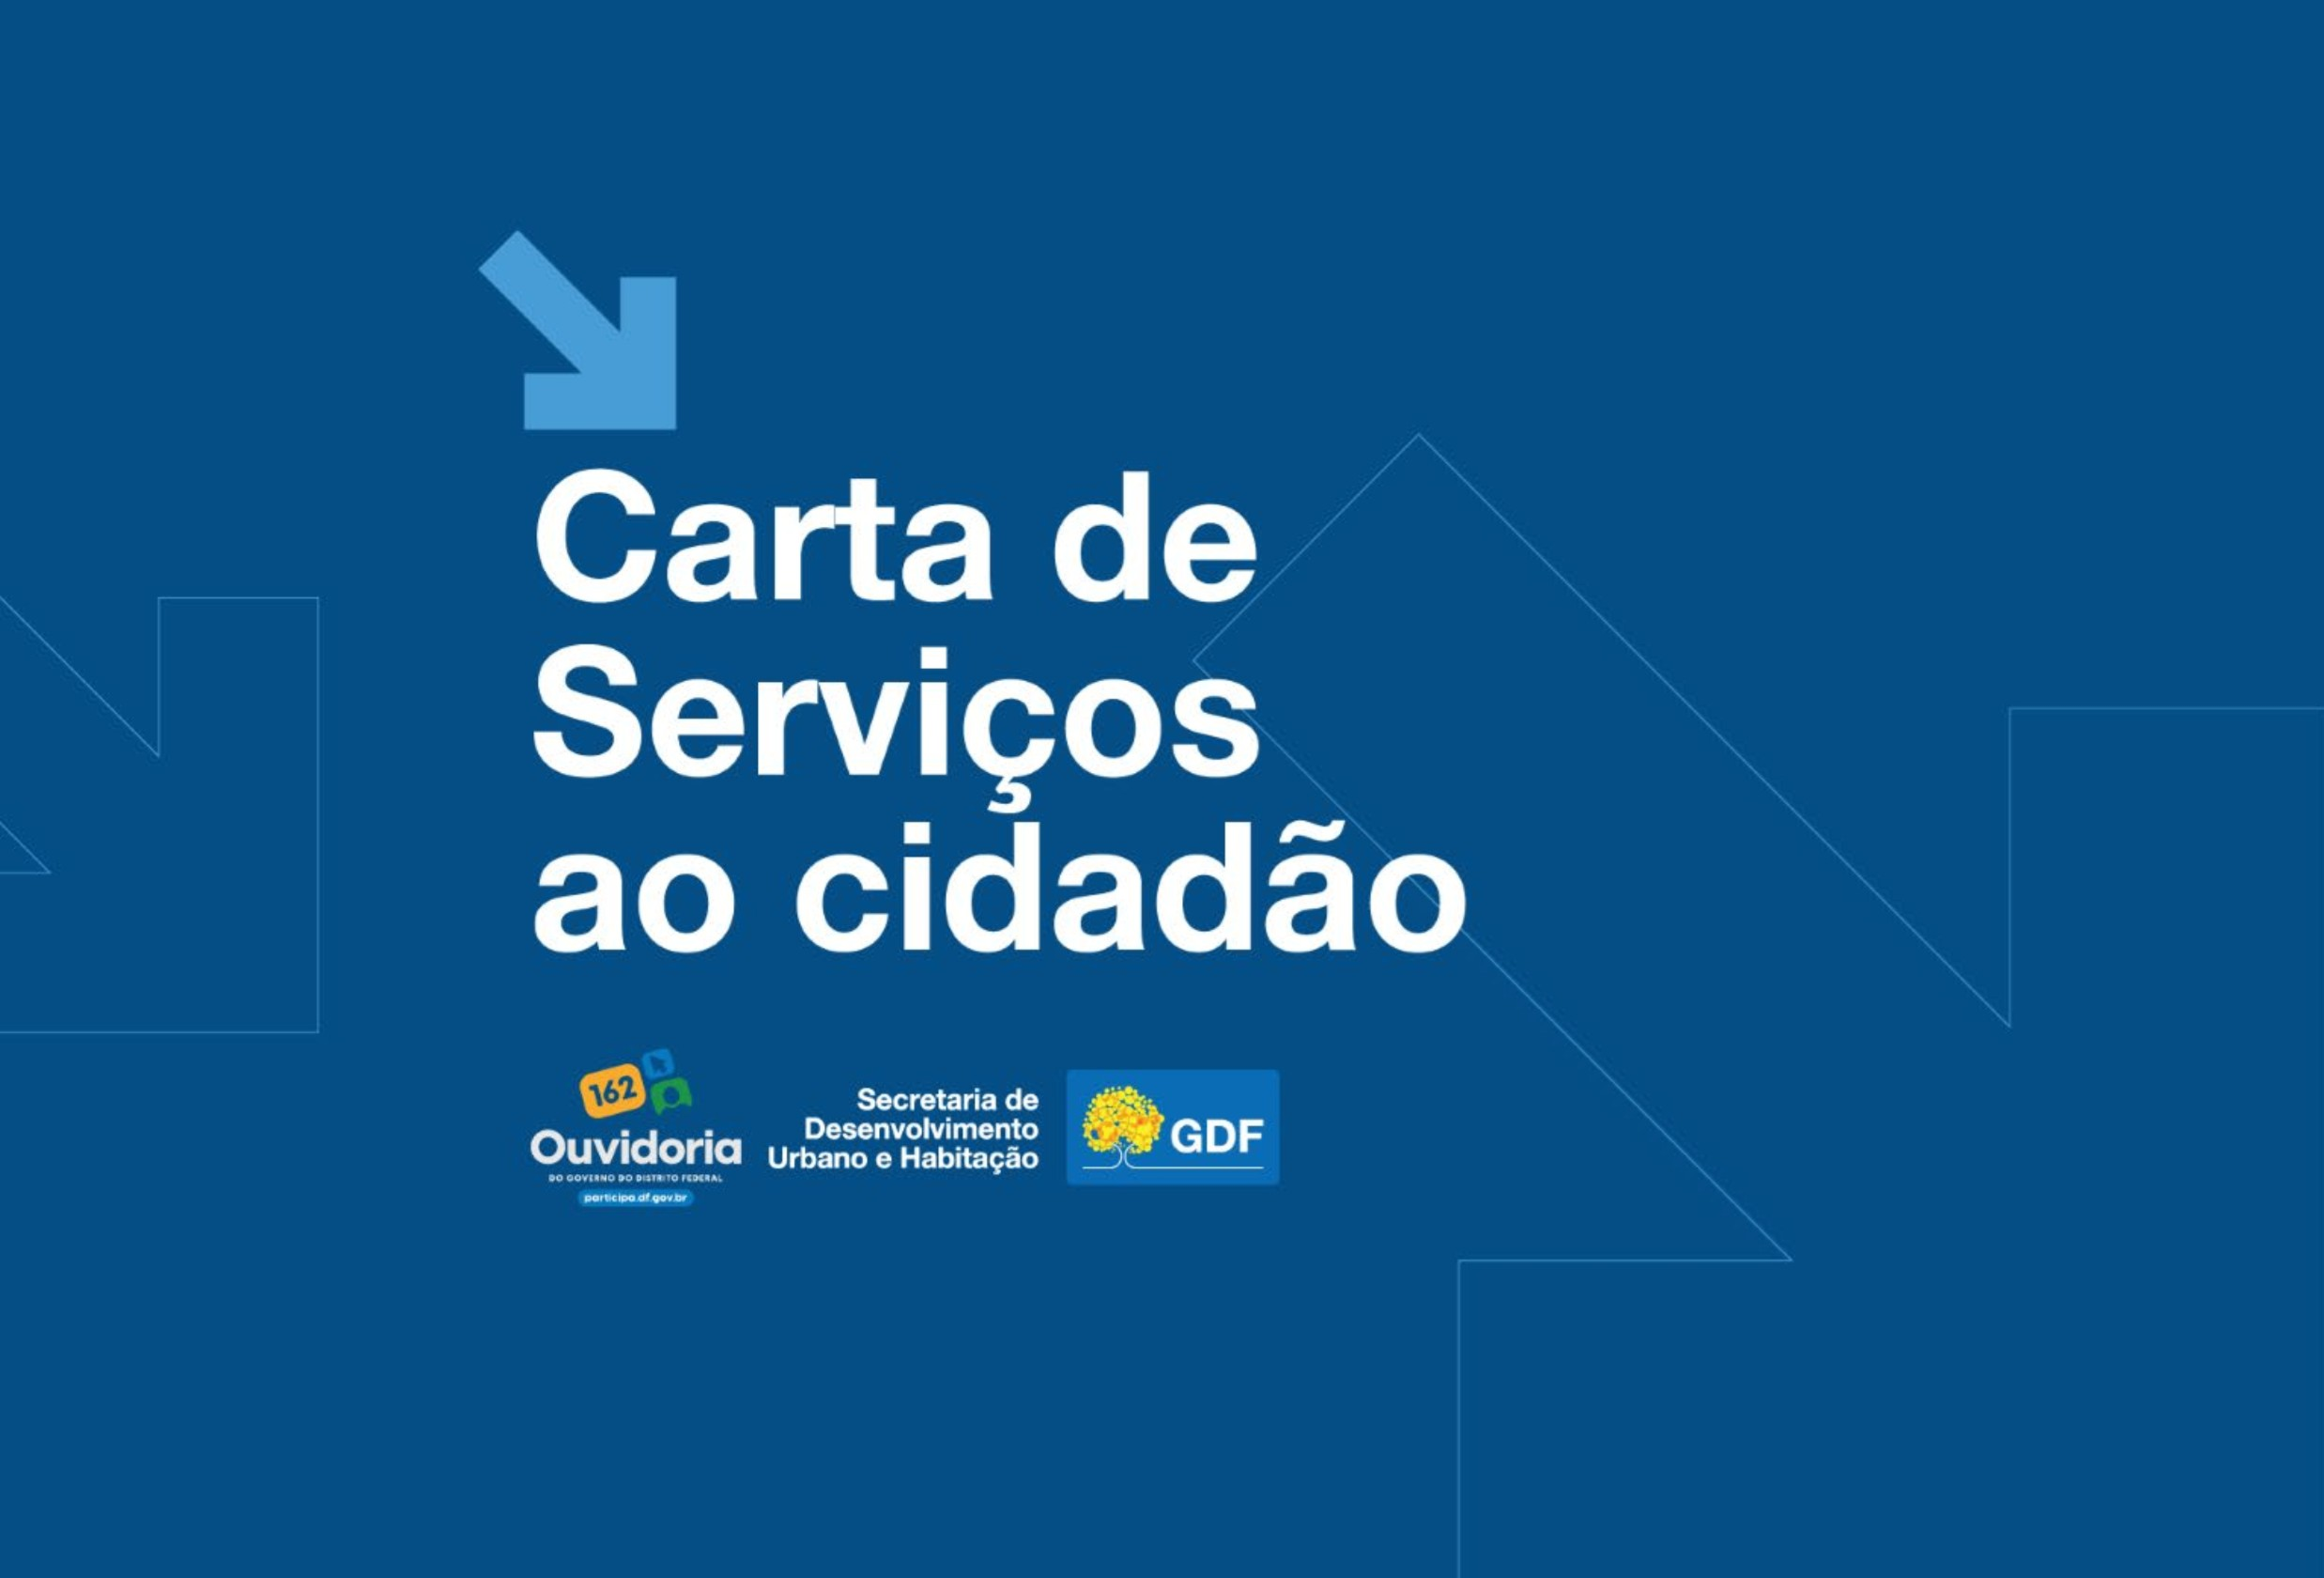 Carta de
Serviços
ao cidadão
162
Ouvidoria
DO GOVERNO DO DISTRITO FEDERAL
participa.df.gov.br
Secretaria de
Desenvolvimento
Urbano e Habitação
GDF